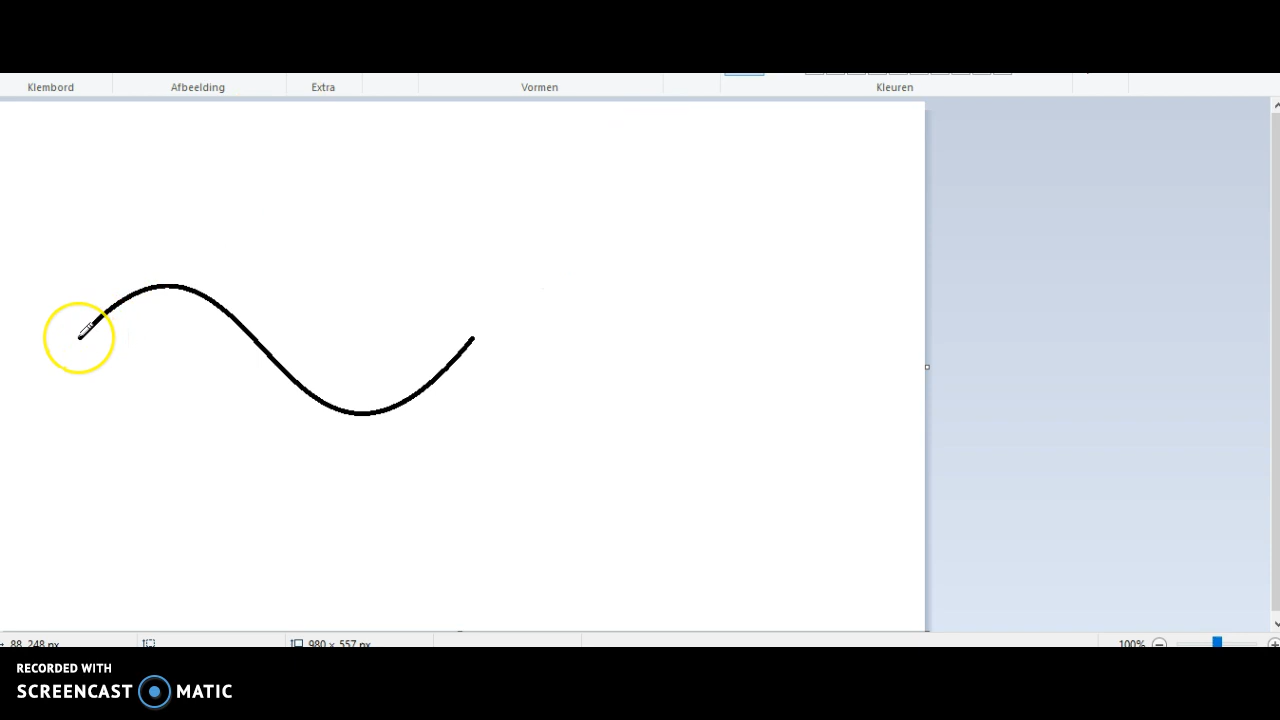 Klembord Afbeelding Extra Vormen Kleuren
88, 248 px 980 × 557 px 100%
RECORDED WITH
SCREENCAST MATIC